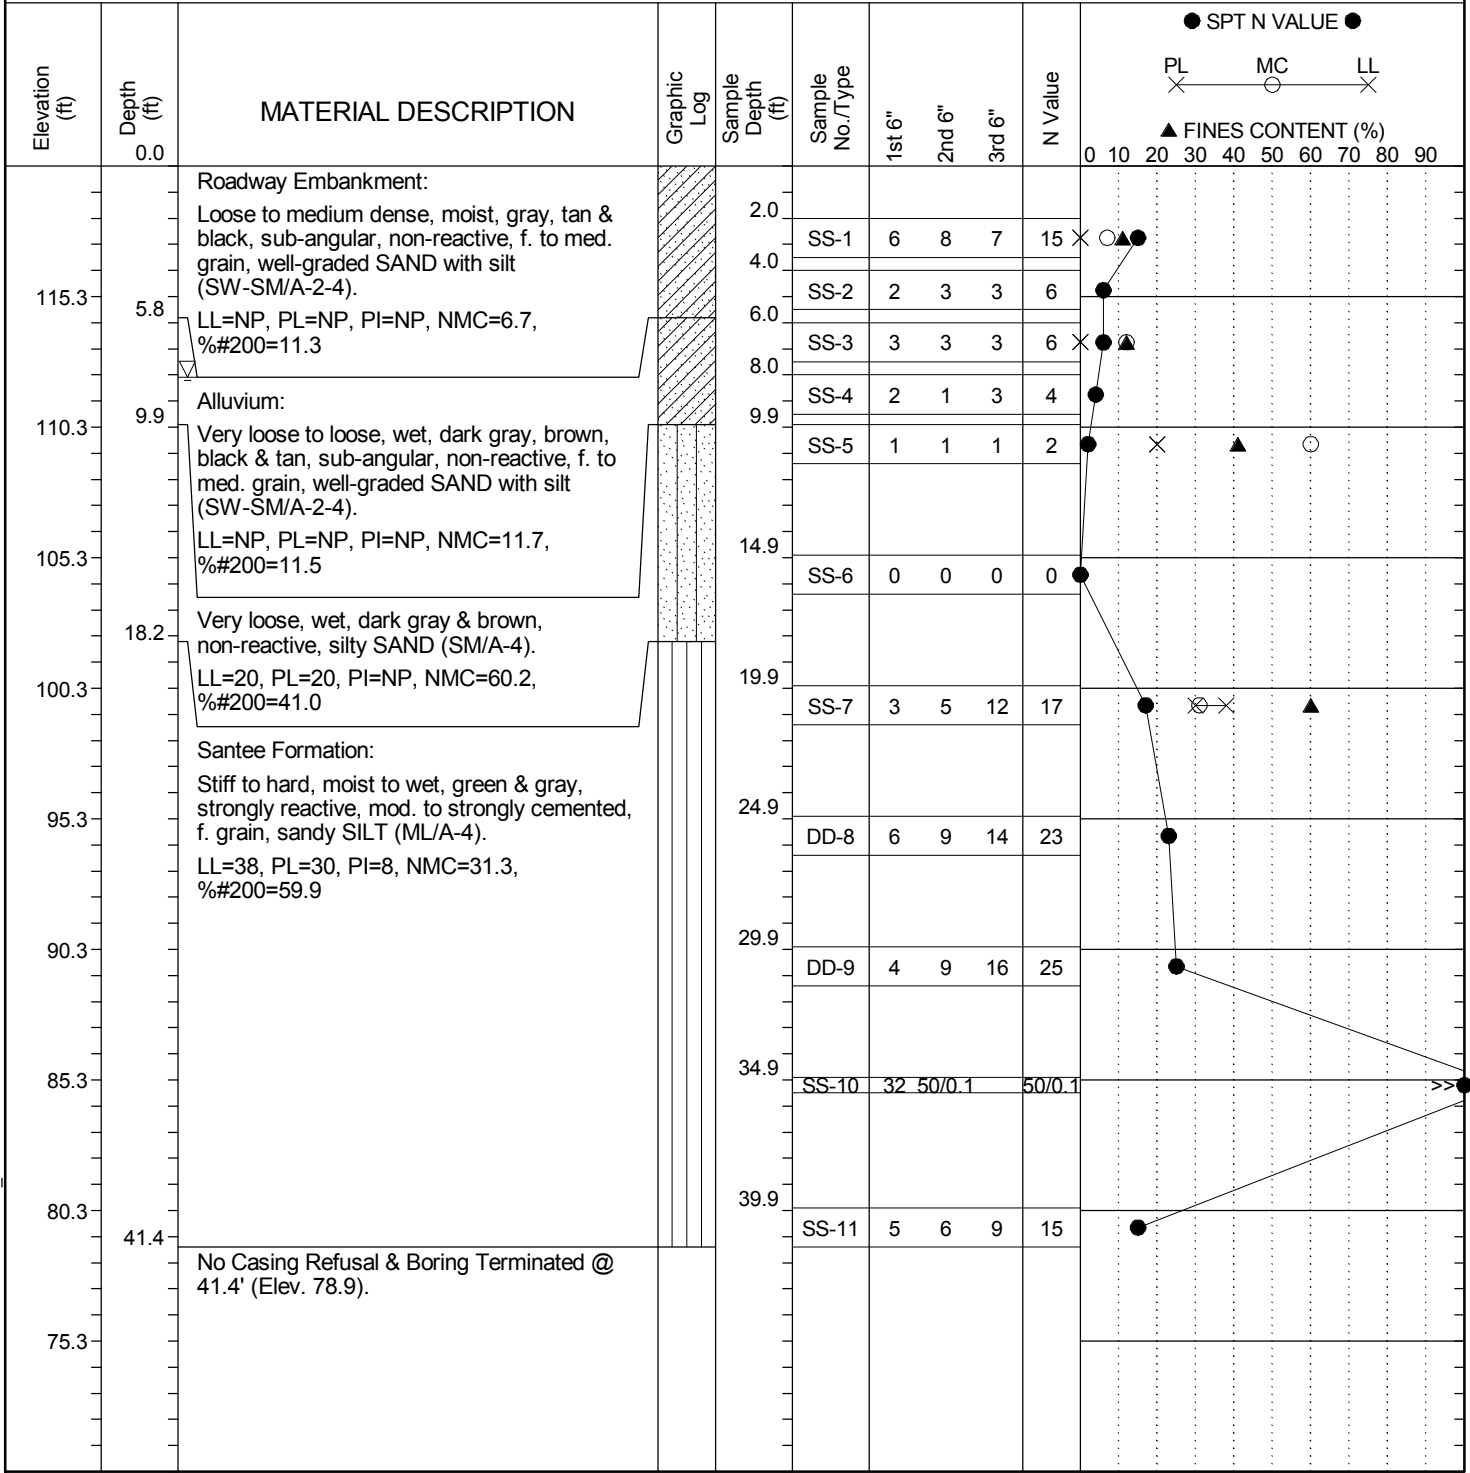 ● SPT N VALUE ●
PL MC LL
▲ FINES CONTENT (%)
0 10 20 30 40 50 60 70 80 90
Elevation (ft)
Depth (ft)
0.0
MATERIAL DESCRIPTION
Graphic Log
Sample Depth (ft)
Sample No./Type
1st 6"
2nd 6"
3rd 6"
N Value
Roadway Embankment:
Loose to medium dense, moist, gray, tan &
black, sub-angular, non-reactive, f. to med.
grain, well-graded SAND with silt
(SW-SM/A-2-4).
LL=NP, PL=NP, PI=NP, NMC=6.7,
%#200=11.3
Alluvium:
Very loose to loose, wet, dark gray, brown,
black & tan, sub-angular, non-reactive, f. to
med. grain, well-graded SAND with silt
(SW-SM/A-2-4).
LL=NP, PL=NP, PI=NP, NMC=11.7,
%#200=11.5
Very loose, wet, dark gray & brown,
non-reactive, silty SAND (SM/A-4).
LL=20, PL=20, PI=NP, NMC=60.2,
%#200=41.0
Santee Formation:
Stiff to hard, moist to wet, green & gray,
strongly reactive, mod. to strongly cemented,
f. grain, sandy SILT (ML/A-4).
LL=38, PL=30, PI=8, NMC=31.3,
%#200=59.9
No Casing Refusal & Boring Terminated @
41.4' (Elev. 78.9).
115.3
110.3
105.3
100.3
95.3
90.3
85.3
80.3
75.3
5.8
9.9
18.2
41.4
2.0
SS-1 6 8 7 15
4.0
SS-2 2 3 3 6
6.0
SS-3 3 3 3 6
8.0
SS-4 2 1 3 4
9.9
SS-5 1 1 1 2
14.9
SS-6 0 0 0 0
19.9
SS-7 3 5 12 17
24.9
DD-8 6 9 14 23
29.9
DD-9 4 9 16 25
34.9
SS-10 32 50/0.1 50/0.1 >>
39.9
SS-11 5 6 9 15